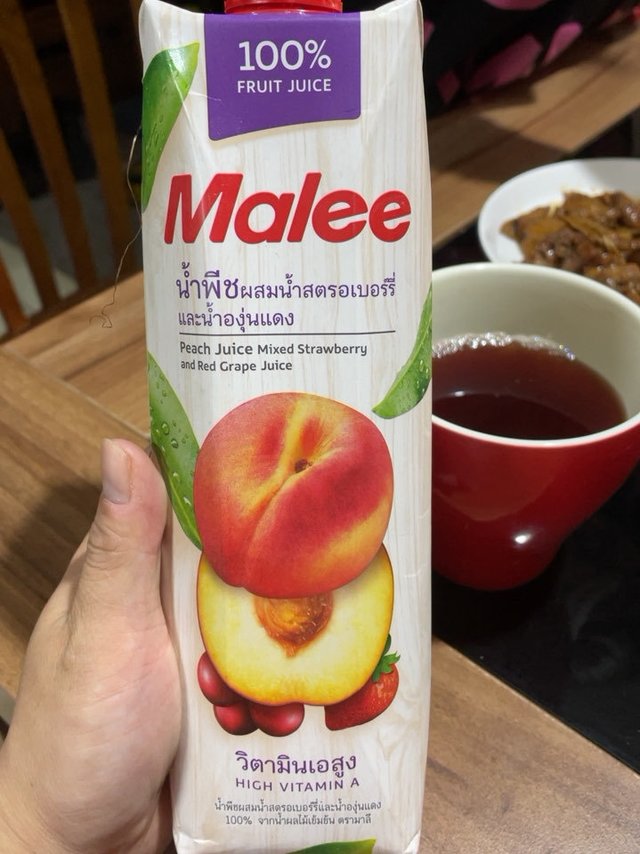 100%
FRUIT JUICE
Malee
น้ำพีชผสมน้ำสตรอเบอร์รี่
และน้ำองุ่นแดง
Peach Juice Mixed Strawberry
and Red Grape Juice
วิตามินเอสูง
HIGH VITAMIN A
น้ำพีชผสมน้ำสตรอเบอร์รี่และน้ำองุ่นแดง
100% จากน้ำผลไม้เข้มข้น ตรามาลี